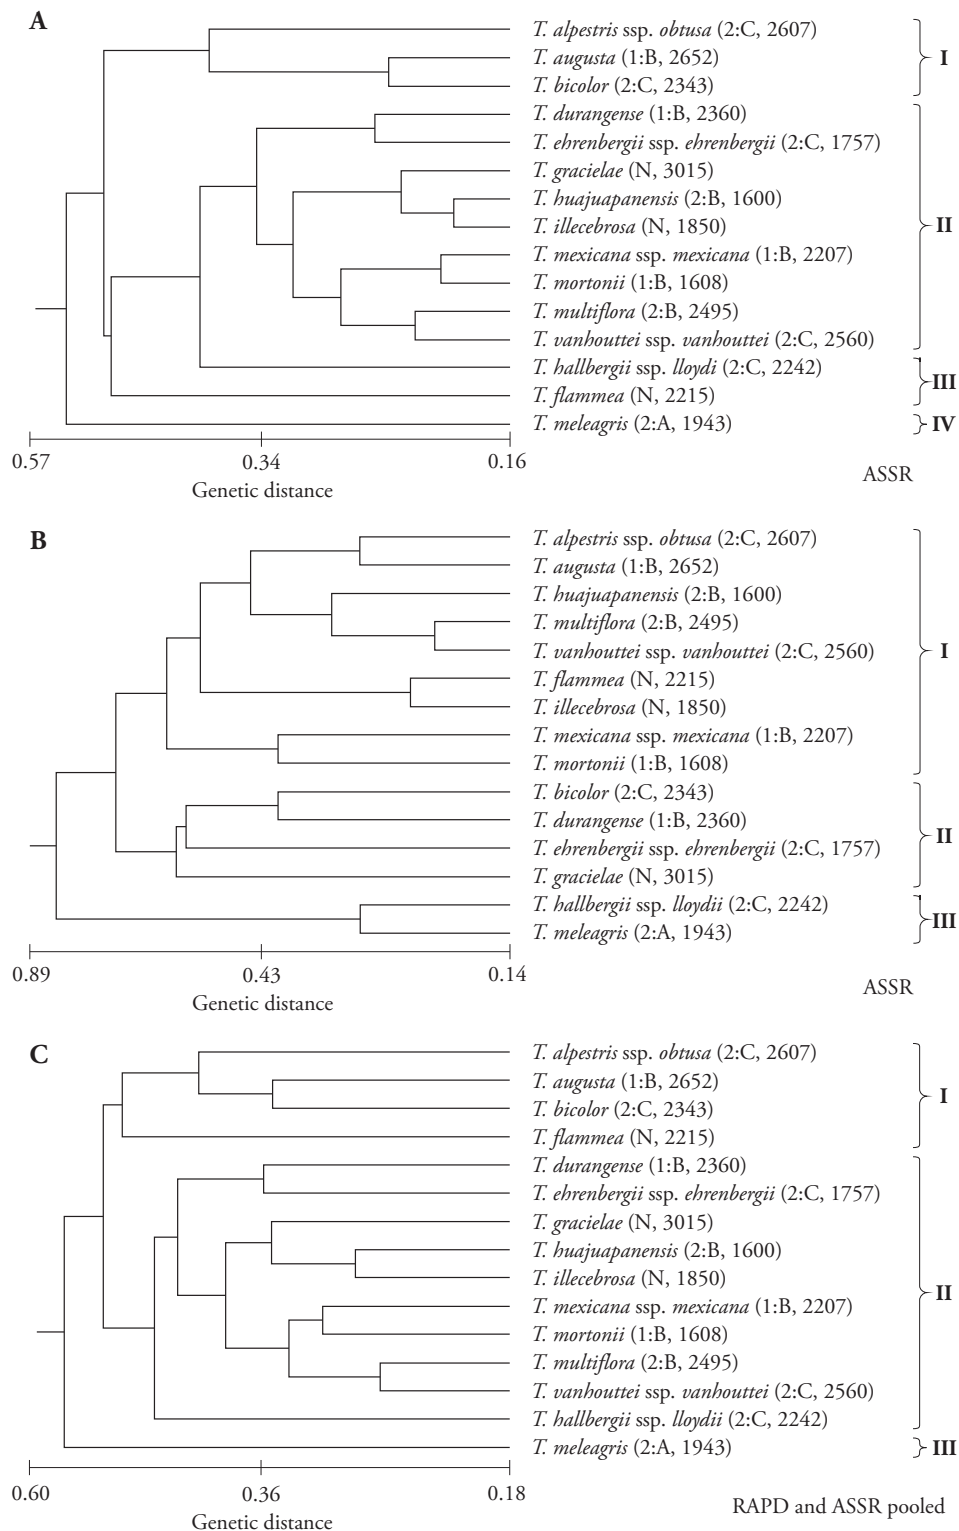 A
T. alpestris ssp. obtusa (2:C, 2607)
T. augusta (1:B, 2652)
T. bicolor (2:C, 2343)
I
T. durangense (1:B, 2360)
T. ehrenbergii ssp. ehrenbergii (2:C, 1757)
T. gracielae (N, 3015)
T. huajuapanensis (2:B, 1600)
T. illecebrosa (N, 1850)
T. mexicana ssp. mexicana (1:B, 2207)
T. mortonii (1:B, 1608)
T. multiflora (2:B, 2495)
T. vanhouttei ssp. vanhouttei (2:C, 2560)
II
T. hallbergii ssp. lloydi (2:C, 2242)
T. flammea (N, 2215)
III
T. meleagris (2:A, 1943)
IV
0.57 0.34 0.16
Genetic distance
ASSR
B
T. alpestris ssp. obtusa (2:C, 2607)
T. augusta (1:B, 2652)
T. huajuapanensis (2:B, 1600)
T. multiflora (2:B, 2495)
T. vanhouttei ssp. vanhouttei (2:C, 2560)
T. flammea (N, 2215)
T. illecebrosa (N, 1850)
T. mexicana ssp. mexicana (1:B, 2207)
T. mortonii (1:B, 1608)
I
T. bicolor (2:C, 2343)
T. durangense (1:B, 2360)
T. ehrenbergii ssp. ehrenbergii (2:C, 1757)
T. gracielae (N, 3015)
II
T. hallbergii ssp. lloydii (2:C, 2242)
T. meleagris (2:A, 1943)
III
0.89 0.43 0.14
Genetic distance
ASSR
C
T. alpestris ssp. obtusa (2:C, 2607)
T. augusta (1:B, 2652)
T. bicolor (2:C, 2343)
T. flammea (N, 2215)
I
T. durangense (1:B, 2360)
T. ehrenbergii ssp. ehrenbergii (2:C, 1757)
T. gracielae (N, 3015)
T. huajuapanensis (2:B, 1600)
T. illecebrosa (N, 1850)
T. mexicana ssp. mexicana (1:B, 2207)
T. mortonii (1:B, 1608)
T. multiflora (2:B, 2495)
T. vanhouttei ssp. vanhouttei (2:C, 2560)
T. hallbergii ssp. lloydii (2:C, 2242)
II
T. meleagris (2:A, 1943)
III
0.60 0.36 0.18
Genetic distance
RAPD and ASSR pooled